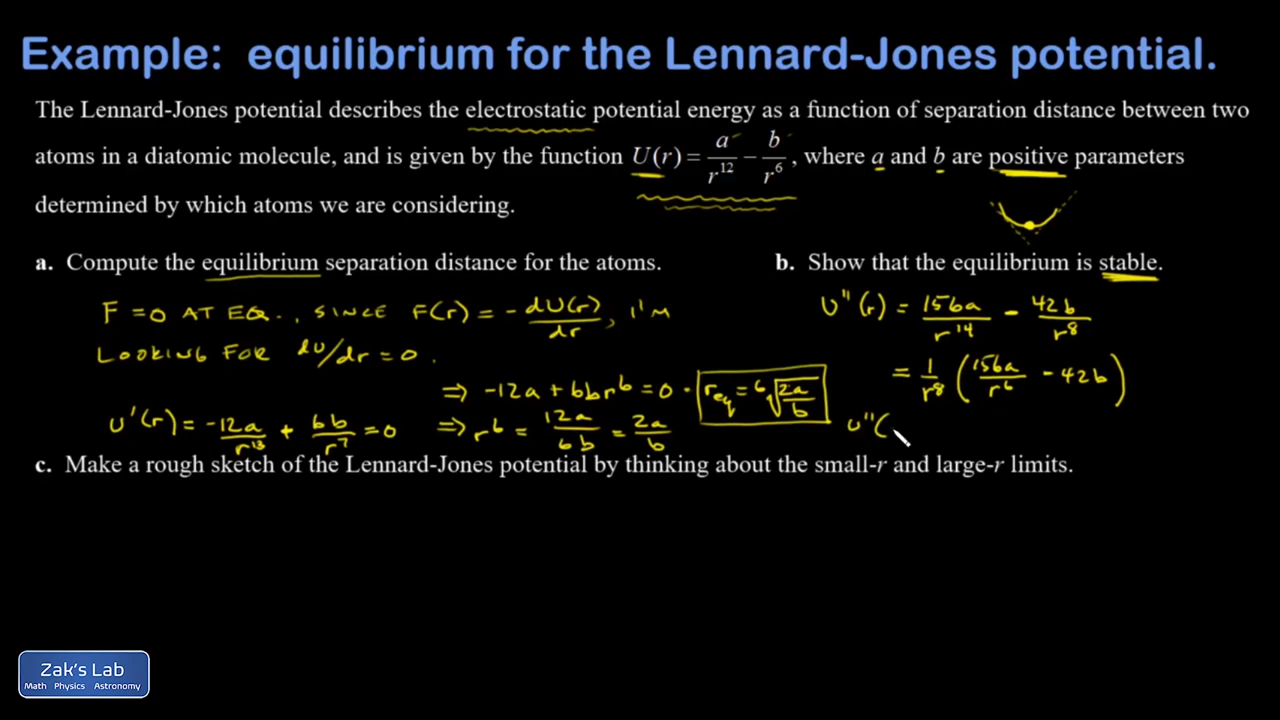 Example: equilibrium for the Lennard-Jones potential.
The Lennard-Jones potential describes the electrostatic potential energy as a function of separation distance between two
atoms in a diatomic molecule, and is given by the function U(r) = a/r¹² − b/r⁶, where a and b are positive parameters
determined by which atoms we are considering.
a. Compute the equilibrium separation distance for the atoms.
F = 0 AT EQ., SINCE F(r) = − dU(r)/dr, I'M
LOOKING FOR dU/dr = 0.
U'(r) = −12a/r¹³ + 6b/r⁷ = 0
⇒ −12a + 6br⁶ = 0.
⇒ r⁶ = 12a/6b = 2a/b
r_eq = ⁶√(2a/b)
b. Show that the equilibrium is stable.
U''(r) = 156a/r¹⁴ − 42b/r⁸
= 1/r⁸ (156a/r⁶ − 42b)
U''(
c. Make a rough sketch of the Lennard-Jones potential by thinking about the small-r and large-r limits.
Zak's Lab
Math Physics Astronomy